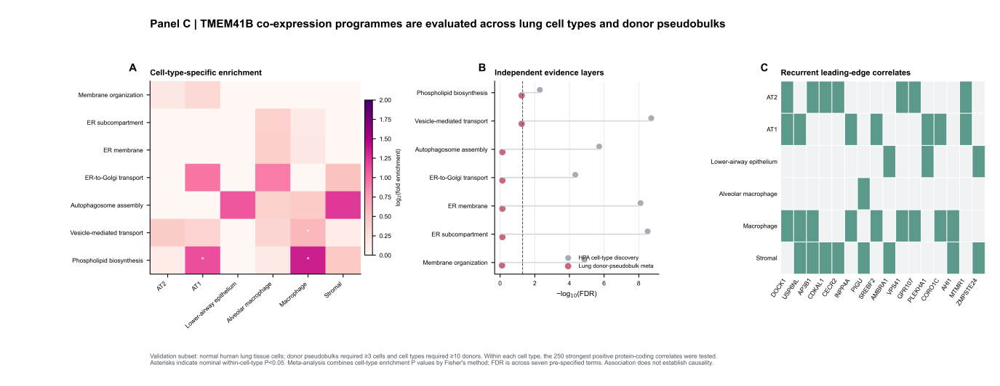 Panel C | TMEM41B co-expression programmes are evaluated across lung cell types and donor pseudobulks
A
Cell-type-specific enrichment
Membrane organization
ER subcompartment
ER membrane
ER-to-Golgi transport
Autophagosome assembly
Vesicle-mediated transport
Phospholipid biosynthesis
*
*
*
AT2
AT1
Lower-airway epithelium
Alveolar macrophage
Macrophage
Stromal
2.00
1.75
1.50
1.25
1.00
0.75
0.50
0.25
0.00
log₂(fold enrichment)
B
Independent evidence layers
Phospholipid biosynthesis
Vesicle-mediated transport
Autophagosome assembly
ER-to-Golgi transport
ER membrane
ER subcompartment
Membrane organization
HPA cell-type discovery
Lung donor-pseudobulk meta
0
2
4
6
8
−log₁₀(FDR)
C
Recurrent leading-edge correlates
AT2
AT1
Lower-airway epithelium
Alveolar macrophage
Macrophage
Stromal
DOCK1
USP6NL
AP3B1
CDKAL1
CECR2
INPP4A
PIGU
SREBF2
AMBRA1
VPS41
GPR107
PLEKHA1
CORO1C
AHI1
MTMR1
ZMPSTE24
Validation subset: normal human lung tissue cells; donor pseudobulks required ≥3 cells and cell types required ≥10 donors. Within each cell type, the 250 strongest positive protein-coding correlates were tested.
Asterisks indicate nominal within-cell-type P<0.05. Meta-analysis combines cell-type enrichment P values by Fisher's method; FDR is across seven pre-specified terms. Association does not establish causality.